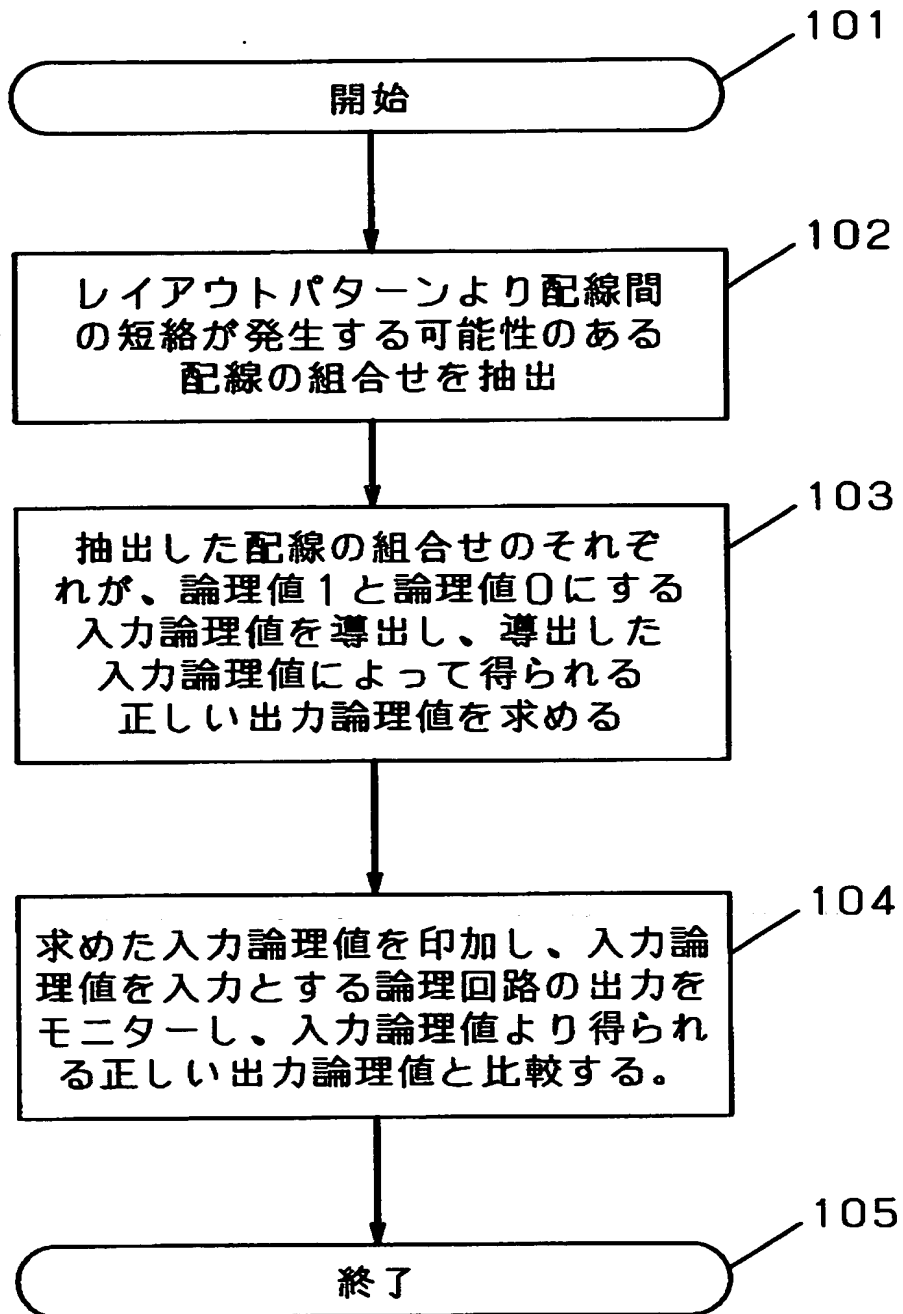 101
開始
102
レイアウトパターンより配線間
の短絡が発生する可能性のある
配線の組合せを抽出
103
抽出した配線の組合せのそれぞ
れが、論理値1と論理値0にする
入力論理値を導出し、導出した
入力論理値によって得られる
正しい出力論理値を求める
104
求めた入力論理値を印加し、入力論
理値を入力とする論理回路の出力を
モニターし、入力論理値より得られ
る正しい出力論理値と比較する。
105
終了